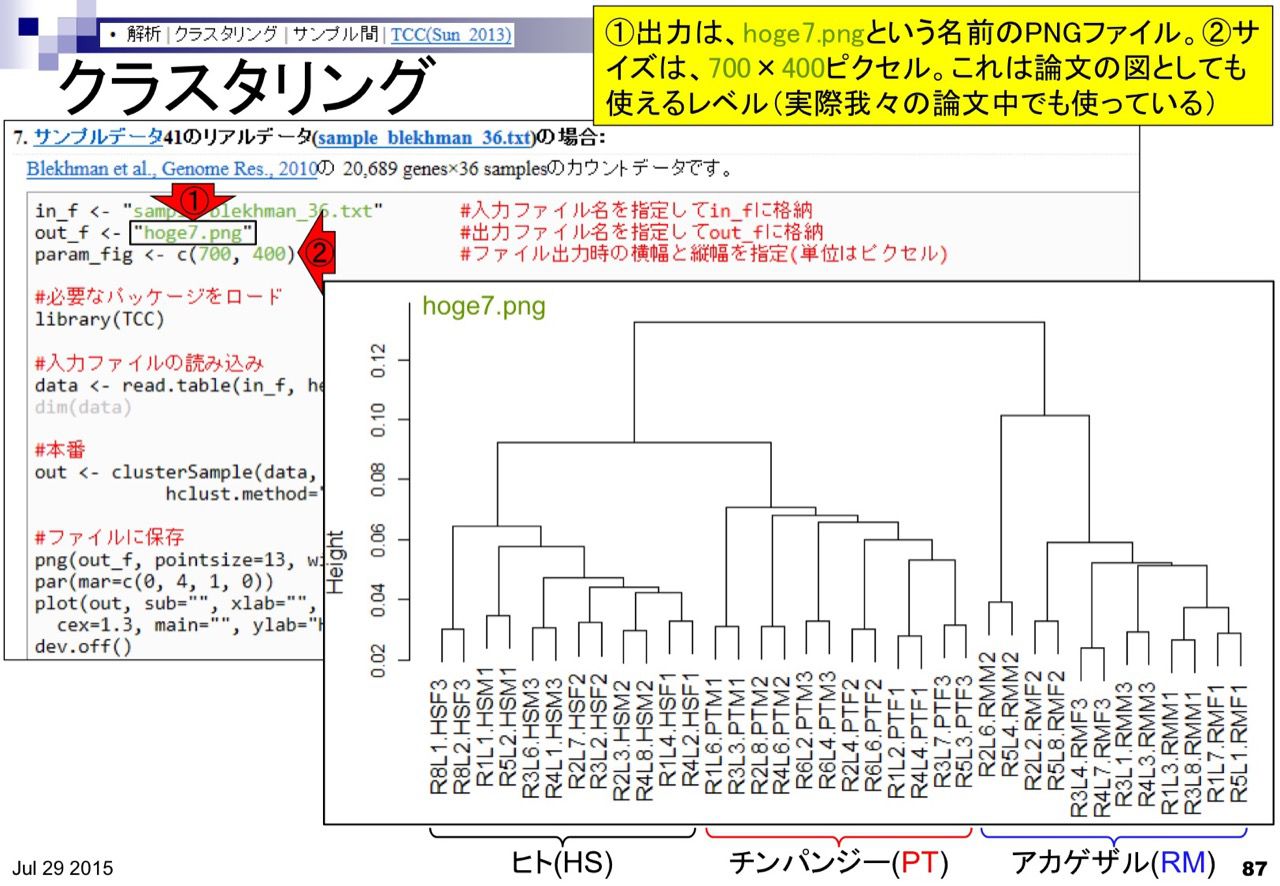 • 解析 | クラスタリング | サンプル間 | TCC(Sun_2013)
クラスタリング
①出力は、hoge7.pngという名前のPNGファイル。②サ
イズは、700×400ピクセル。これは論文の図としても
使えるレベル(実際我々の論文中でも使っている)
7. サンプルデータ41のリアルデータ(sample_blekhman_36.txt)の場合:
Blekhman et al., Genome Res., 2010の 20,689 genes×36 samplesのカウントデータです。
①
in_f <- "sample_blekhman_36.txt" #入力ファイル名を指定してin_fに格納
out_f <- "hoge7.png" #出力ファイル名を指定してout_fに格納
param_fig <- c(700, 400) #ファイル出力時の横幅と縦幅を指定(単位はピクセル)
②
#必要なパッケージをロード
library(TCC)
#入力ファイルの読み込み
data <- read.table(in_f, he
dim(data)
#本番
out <- clusterSample(data,
hclust.method="
#ファイルに保存
png(out_f, pointsize=13, wi
par(mar=c(0, 4, 1, 0))
plot(out, sub="", xlab="",
cex=1.3, main="", ylab="H
dev.off()
hoge7.png
Height
0.12
0.10
0.08
0.06
0.04
0.02
R8L1.HSF3
R8L2.HSF3
R1L1.HSM1
R5L2.HSM1
R3L6.HSM3
R4L1.HSM3
R2L7.HSF2
R3L2.HSF2
R2L3.HSM2
R4L8.HSM2
R1L4.HSF1
R4L2.HSF1
R1L6.PTM1
R3L3.PTM1
R2L8.PTM2
R4L6.PTM2
R6L2.PTM3
R6L4.PTM3
R2L4.PTF2
R6L6.PTF2
R1L2.PTF1
R4L4.PTF1
R3L7.PTF3
R5L3.PTF3
R2L6.RMM2
R5L4.RMM2
R2L2.RMF2
R5L8.RMF2
R3L4.RMF3
R4L7.RMF3
R3L1.RMM3
R4L3.RMM3
R1L3.RMM1
R3L8.RMM1
R1L7.RMF1
R5L1.RMF1
ヒト(HS)
チンパンジー(PT)
アカゲザル(RM)
Jul 29 2015
87